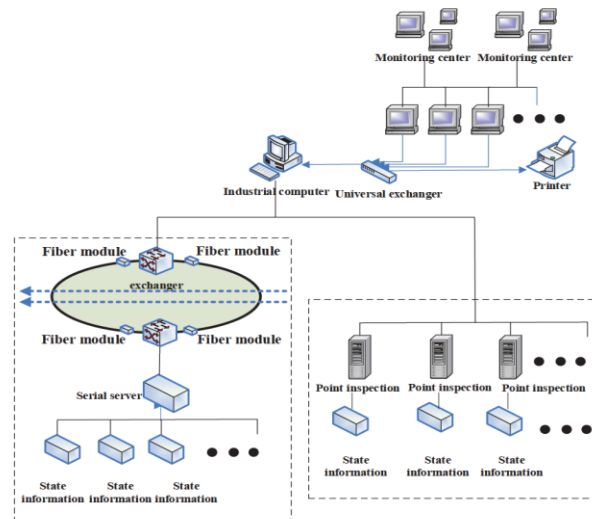 Monitoring center Monitoring center
Industrial computer
Universal exchanger
Printer
Fiber module Fiber module
exchanger
Fiber module Fiber module
Serial server
Point inspection Point inspection Point inspection
State information State information State information
State information State information State information